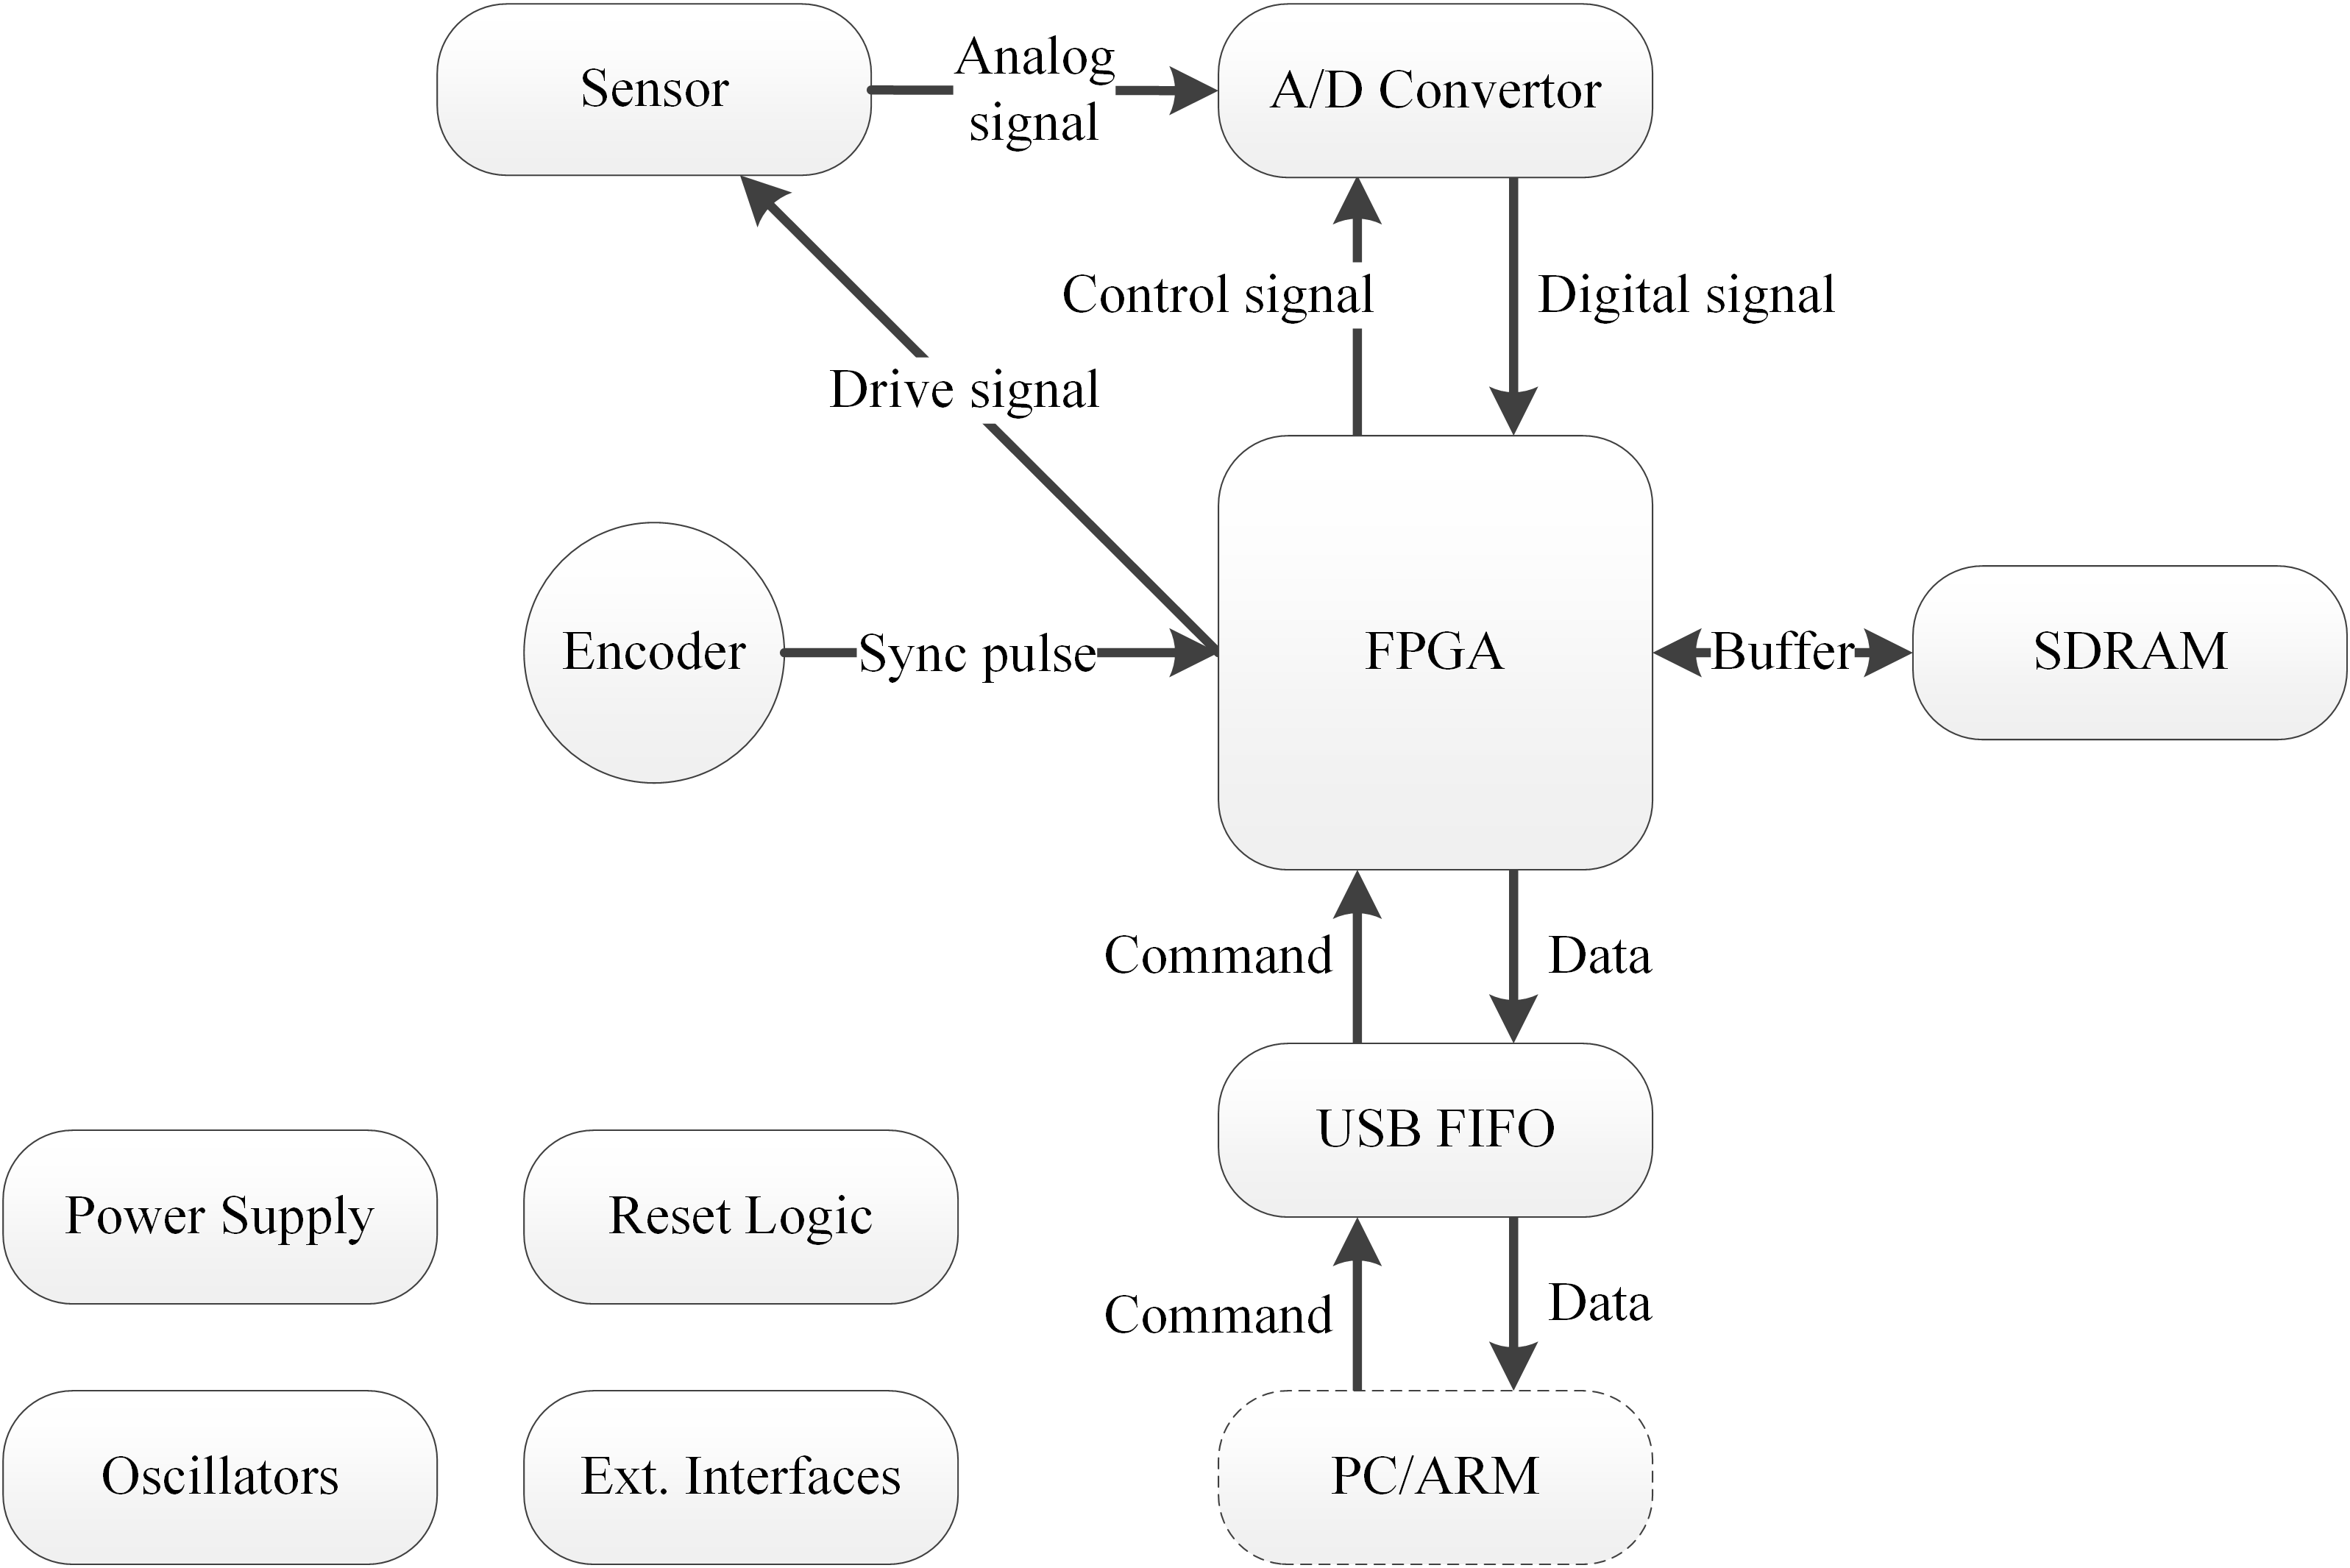 Sensor
Analog
signal
A/D Convertor
Control signal
Digital signal
Drive signal
Encoder
Sync pulse
FPGA
Buffer
SDRAM
Command
Data
USB FIFO
Power Supply
Reset Logic
Command
Data
Oscillators
Ext. Interfaces
PC/ARM